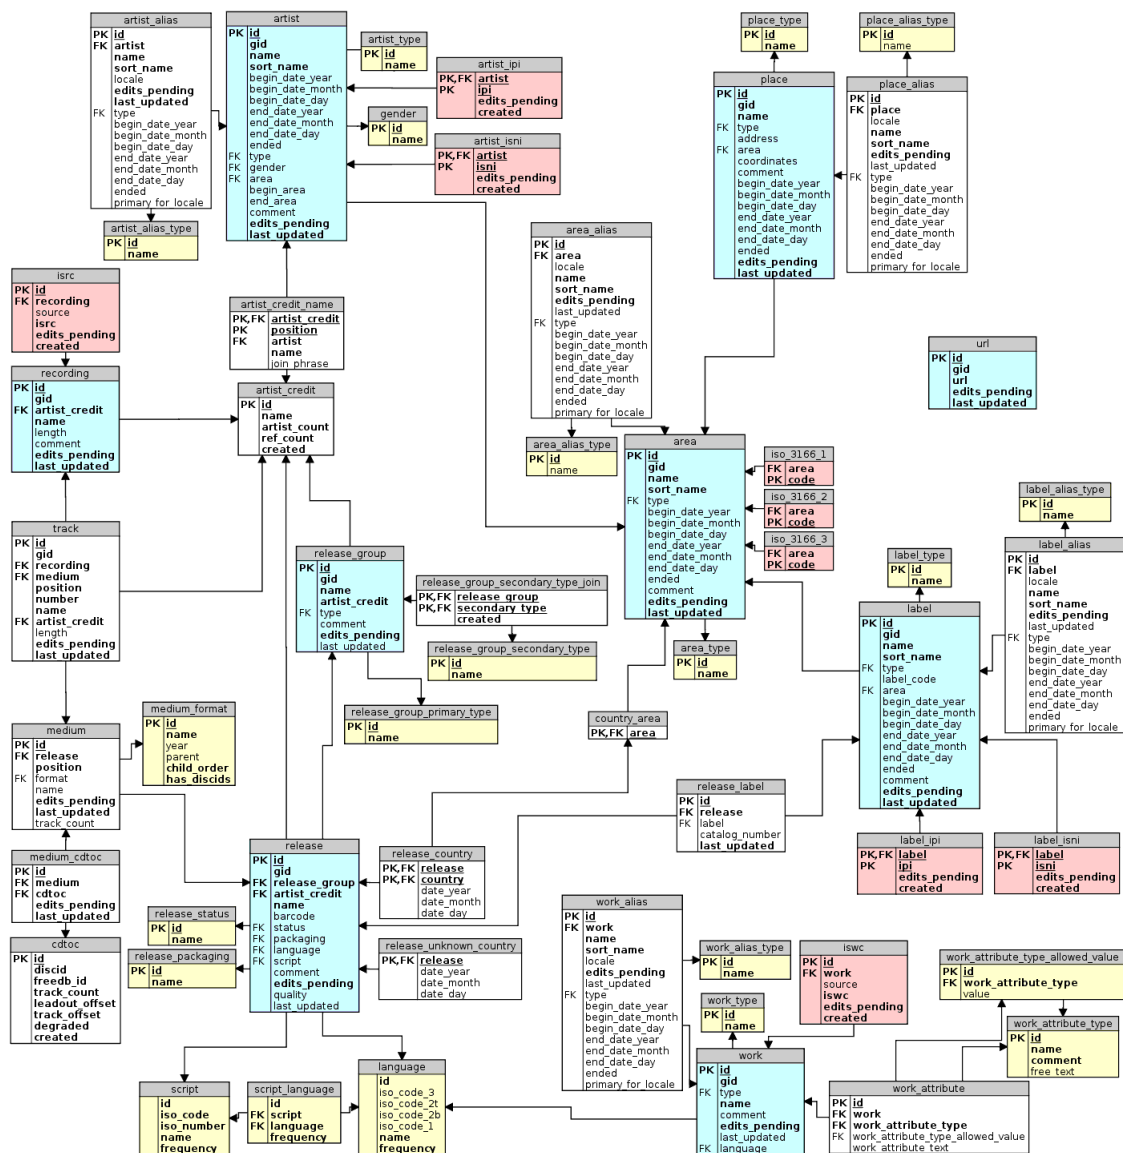 artist_alias
PK id
FK artist
name
sort_name
locale
edits_pending
last_updated
FK type
begin_date_year
begin_date_month
begin_date_day
end_date_year
end_date_month
end_date_day
ended
primary_for_locale
artist_alias_type
PK id
name
artist
PK id
gid
name
sort_name
begin_date_year
begin_date_month
begin_date_day
end_date_year
end_date_month
end_date_day
ended
FK type
FK gender
FK area
begin_area
end_area
comment
edits_pending
last_updated
artist_type
PK id
name
artist_ipi
PK,FK artist
PK ipi
edits_pending
created
gender
PK id
name
artist_isni
PK,FK artist
PK isni
edits_pending
created
place_type
PK id
name
place_alias_type
PK id
name
place
PK id
gid
name
FK type
address
FK area
coordinates
comment
begin_date_year
begin_date_month
begin_date_day
end_date_year
end_date_month
end_date_day
ended
edits_pending
last_updated
place_alias
PK id
FK place
locale
name
sort_name
edits_pending
last_updated
FK type
begin_date_year
begin_date_month
begin_date_day
end_date_year
end_date_month
end_date_day
ended
primary_for_locale
isrc
PK id
FK recording
source
isrc
edits_pending
created
artist_credit_name
PK,FK artist_credit
PK position
FK artist
name
join_phrase
area_alias
PK id
FK area
locale
name
sort_name
edits_pending
last_updated
FK type
begin_date_year
begin_date_month
begin_date_day
end_date_year
end_date_month
end_date_day
ended
primary_for_locale
url
PK id
gid
url
edits_pending
last_updated
recording
PK id
gid
FK artist_credit
name
length
comment
edits_pending
last_updated
artist_credit
PK id
name
artist_count
ref_count
created
area_alias_type
PK id
name
area
PK id
gid
name
sort_name
FK type
begin_date_year
begin_date_month
begin_date_day
end_date_year
end_date_month
end_date_day
ended
comment
edits_pending
last_updated
iso_3166_1
FK area
PK code
iso_3166_2
FK area
PK code
iso_3166_3
FK area
PK code
label_alias_type
PK id
name
track
PK id
gid
FK recording
FK medium
position
number
name
FK artist_credit
length
edits_pending
last_updated
release_group
PK id
gid
name
artist_credit
FK type
comment
edits_pending
last_updated
release_group_secondary_type_join
PK,FK release_group
PK,FK secondary_type
created
release_group_secondary_type
PK id
name
release_group_primary_type
PK id
name
area_type
PK id
name
label_type
PK id
name
label
PK id
gid
name
sort_name
FK type
label_code
FK area
begin_date_year
begin_date_month
begin_date_day
end_date_year
end_date_month
end_date_day
ended
comment
edits_pending
last_updated
label_alias
PK id
FK label
locale
name
sort_name
edits_pending
last_updated
FK type
begin_date_year
begin_date_month
begin_date_day
end_date_year
end_date_month
end_date_day
ended
primary_for_locale
medium
PK id
FK release
position
FK format
name
edits_pending
last_updated
track_count
medium_format
PK id
name
year
parent
child_order
has_discids
country_area
PK,FK area
release_label
PK id
FK release
FK label
catalog_number
last_updated
label_ipi
PK,FK label
PK ipi
edits_pending
created
label_isni
PK,FK label
PK isni
edits_pending
created
medium_cdtoc
PK id
FK medium
FK cdtoc
edits_pending
last_updated
cdtoc
PK id
discid
freedb_id
track_count
leadout_offset
track_offset
degraded
created
release_status
PK id
name
release_packaging
PK id
name
release
PK id
gid
FK release_group
FK artist_credit
name
barcode
FK status
FK packaging
FK language
FK script
comment
edits_pending
quality
last_updated
release_country
PK,FK release
PK,FK country
date_year
date_month
date_day
release_unknown_country
PK,FK release
date_year
date_month
date_day
work_alias
PK id
FK work
name
sort_name
locale
edits_pending
last_updated
FK type
begin_date_year
begin_date_month
begin_date_day
end_date_year
end_date_month
end_date_day
ended
primary_for_locale
work_alias_type
PK id
name
work_type
PK id
name
iswc
PK id
FK work
source
iswc
edits_pending
created
work_attribute_type_allowed_value
PK id
FK work_attribute_type
value
work_attribute_type
PK id
name
comment
free_text
script
id
iso_code
iso_number
name
frequency
script_language
PK id
FK script
FK language
frequency
language
id
iso_code_3
iso_code_2t
iso_code_2b
iso_code_1
name
frequency
work
PK id
gid
FK type
name
comment
edits_pending
last_updated
FK language
work_attribute
PK id
FK work
FK work_attribute_type
FK work_attribute_type_allowed_value
work_attribute_text